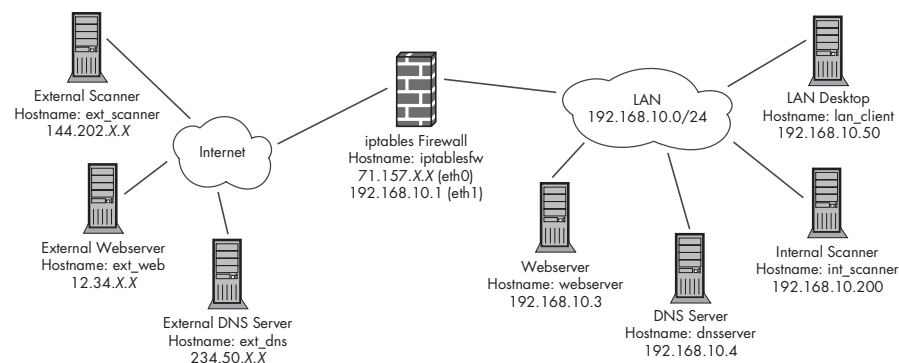 External Scanner
Hostname: ext_scanner
144.202.X.X
Internet
External Webserver
Hostname: ext_web
12.34.X.X
External DNS Server
Hostname: ext_dns
234.50.X.X
iptables Firewall
Hostname: iptablesfw
71.157.X.X (eth0)
192.168.10.1 (eth1)
LAN
192.168.10.0/24
LAN Desktop
Hostname: lan_client
192.168.10.50
Webserver
Hostname: webserver
192.168.10.3
DNS Server
Hostname: dnsserver
192.168.10.4
Internal Scanner
Hostname: int_scanner
192.168.10.200